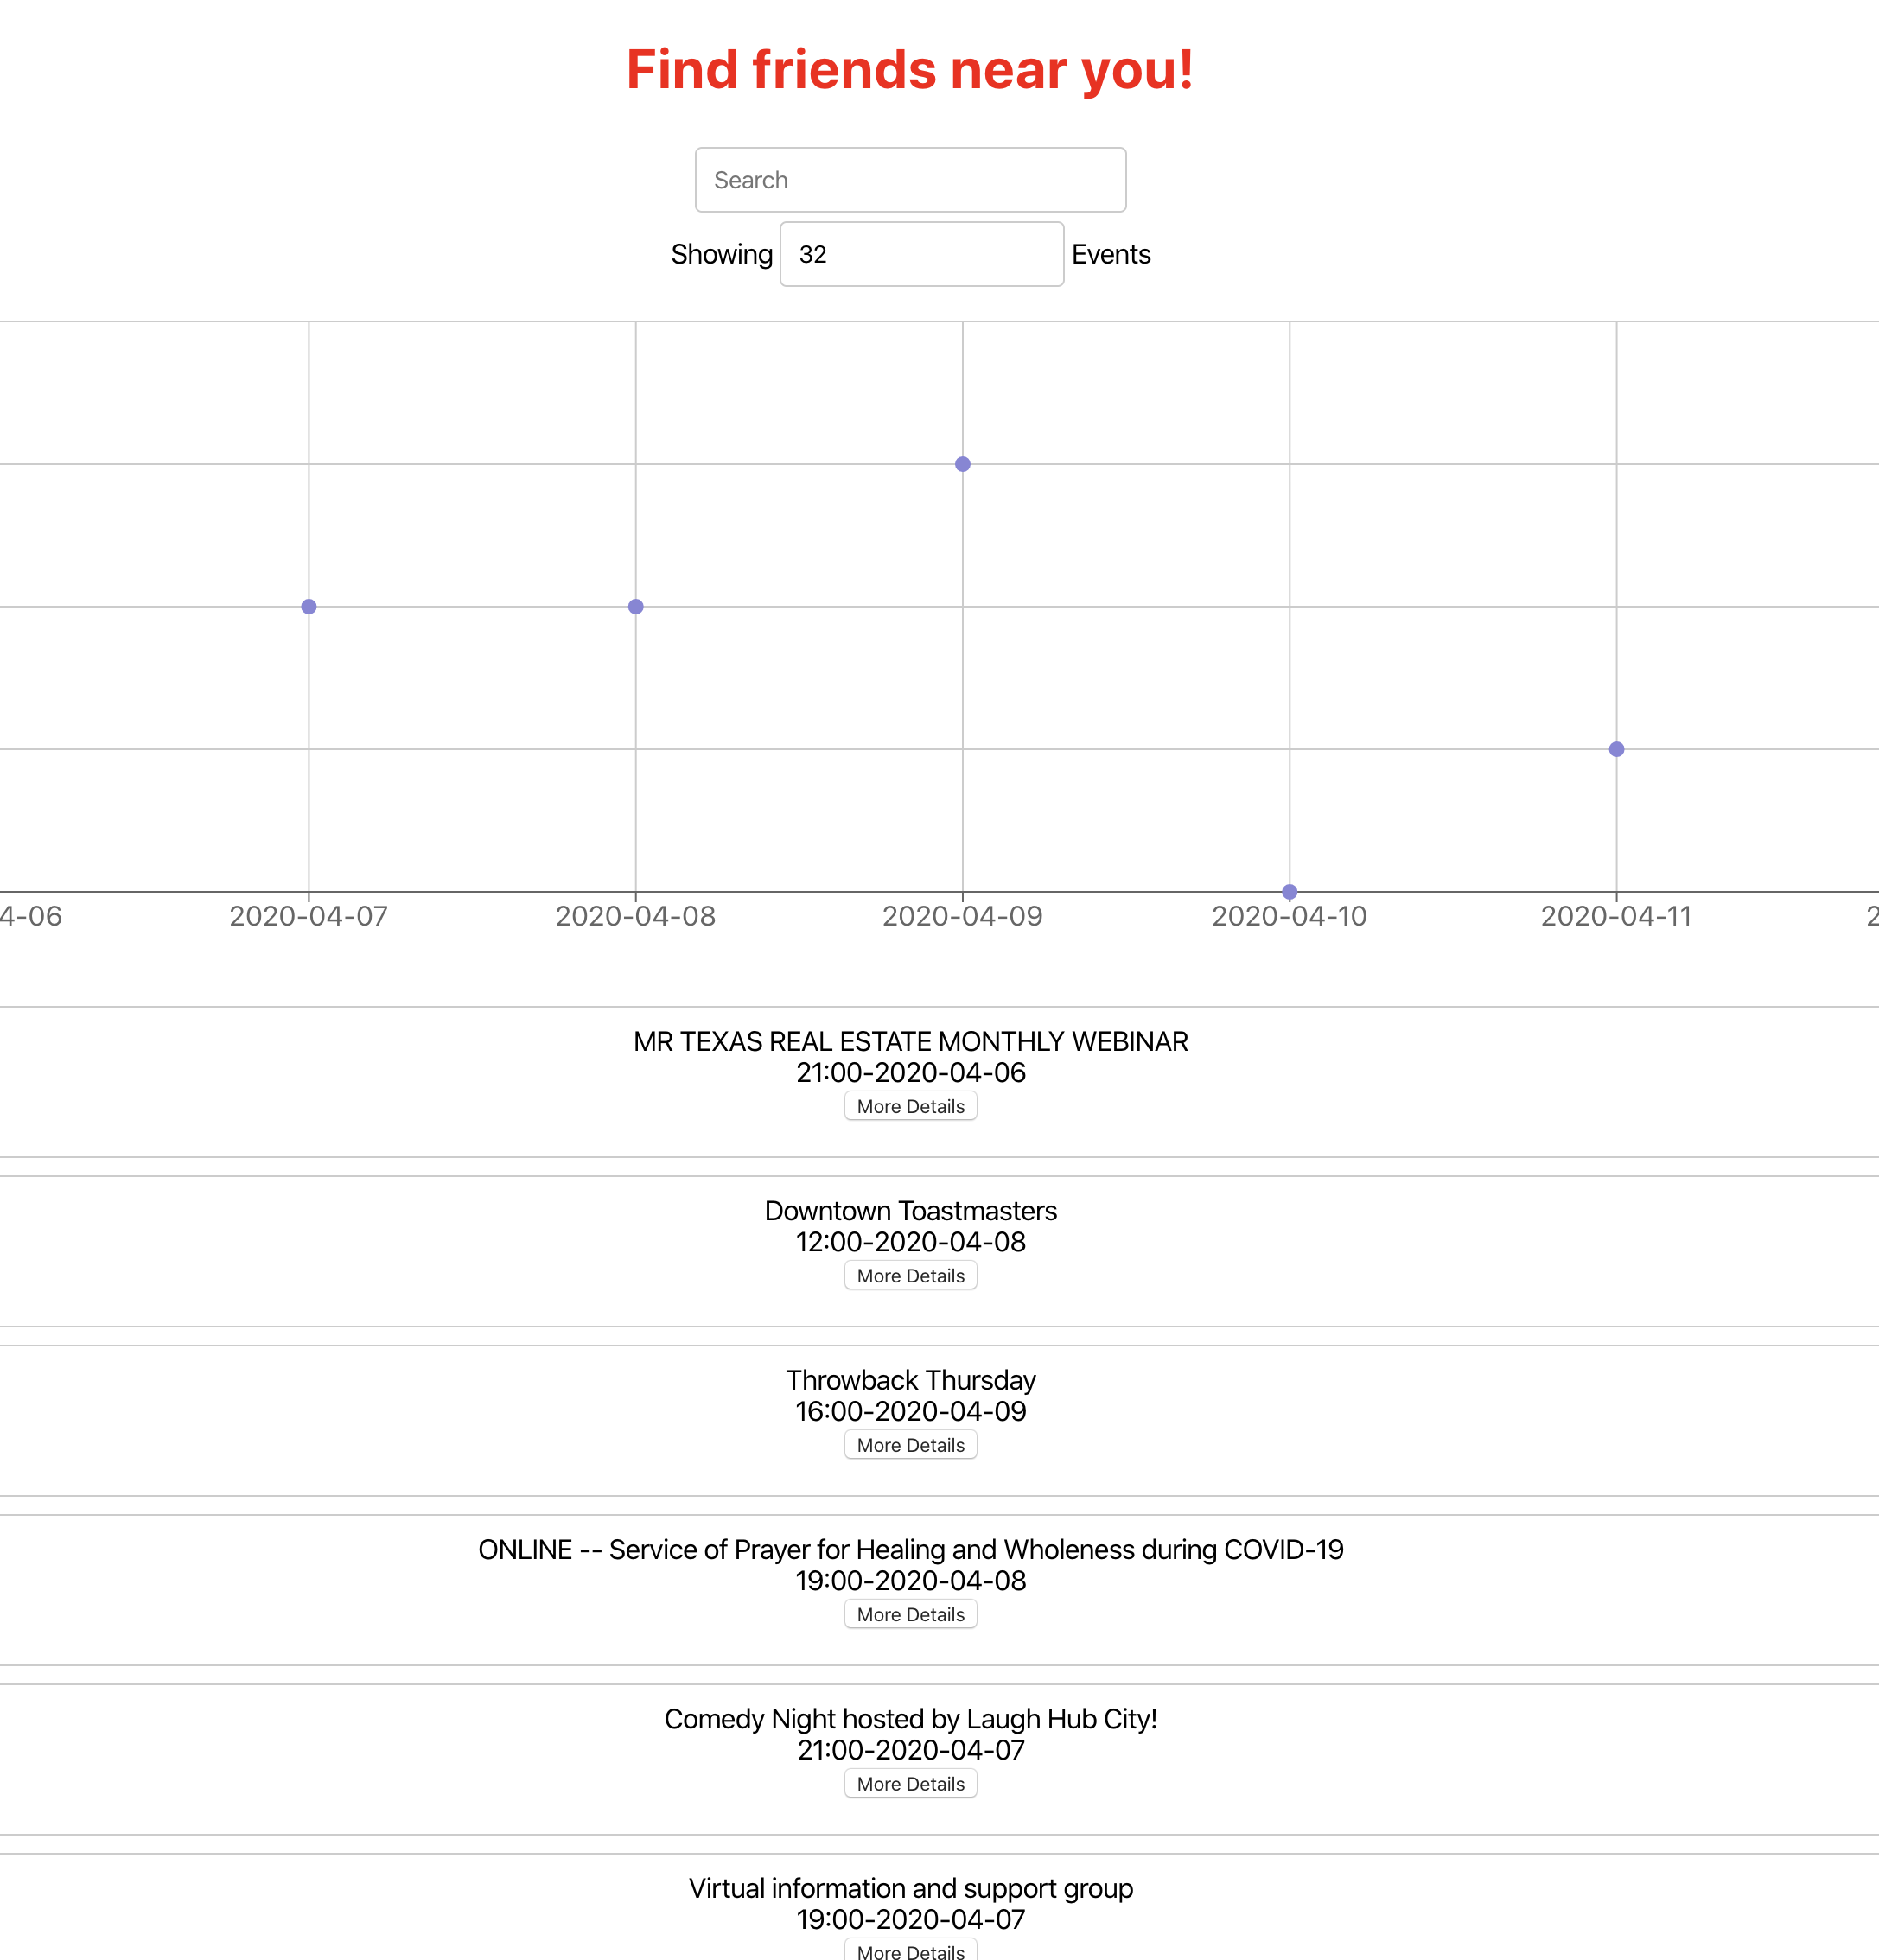 Find friends near you!
Search
Showing 32 Events
4-06 2020-04-07 2020-04-08 2020-04-09 2020-04-10 2020-04-11 2
MR TEXAS REAL ESTATE MONTHLY WEBINAR
21:00-2020-04-06
More Details
Downtown Toastmasters
12:00-2020-04-08
More Details
Throwback Thursday
16:00-2020-04-09
More Details
ONLINE -- Service of Prayer for Healing and Wholeness during COVID-19
19:00-2020-04-08
More Details
Comedy Night hosted by Laugh Hub City!
21:00-2020-04-07
More Details
Virtual information and support group
19:00-2020-04-07
More Details